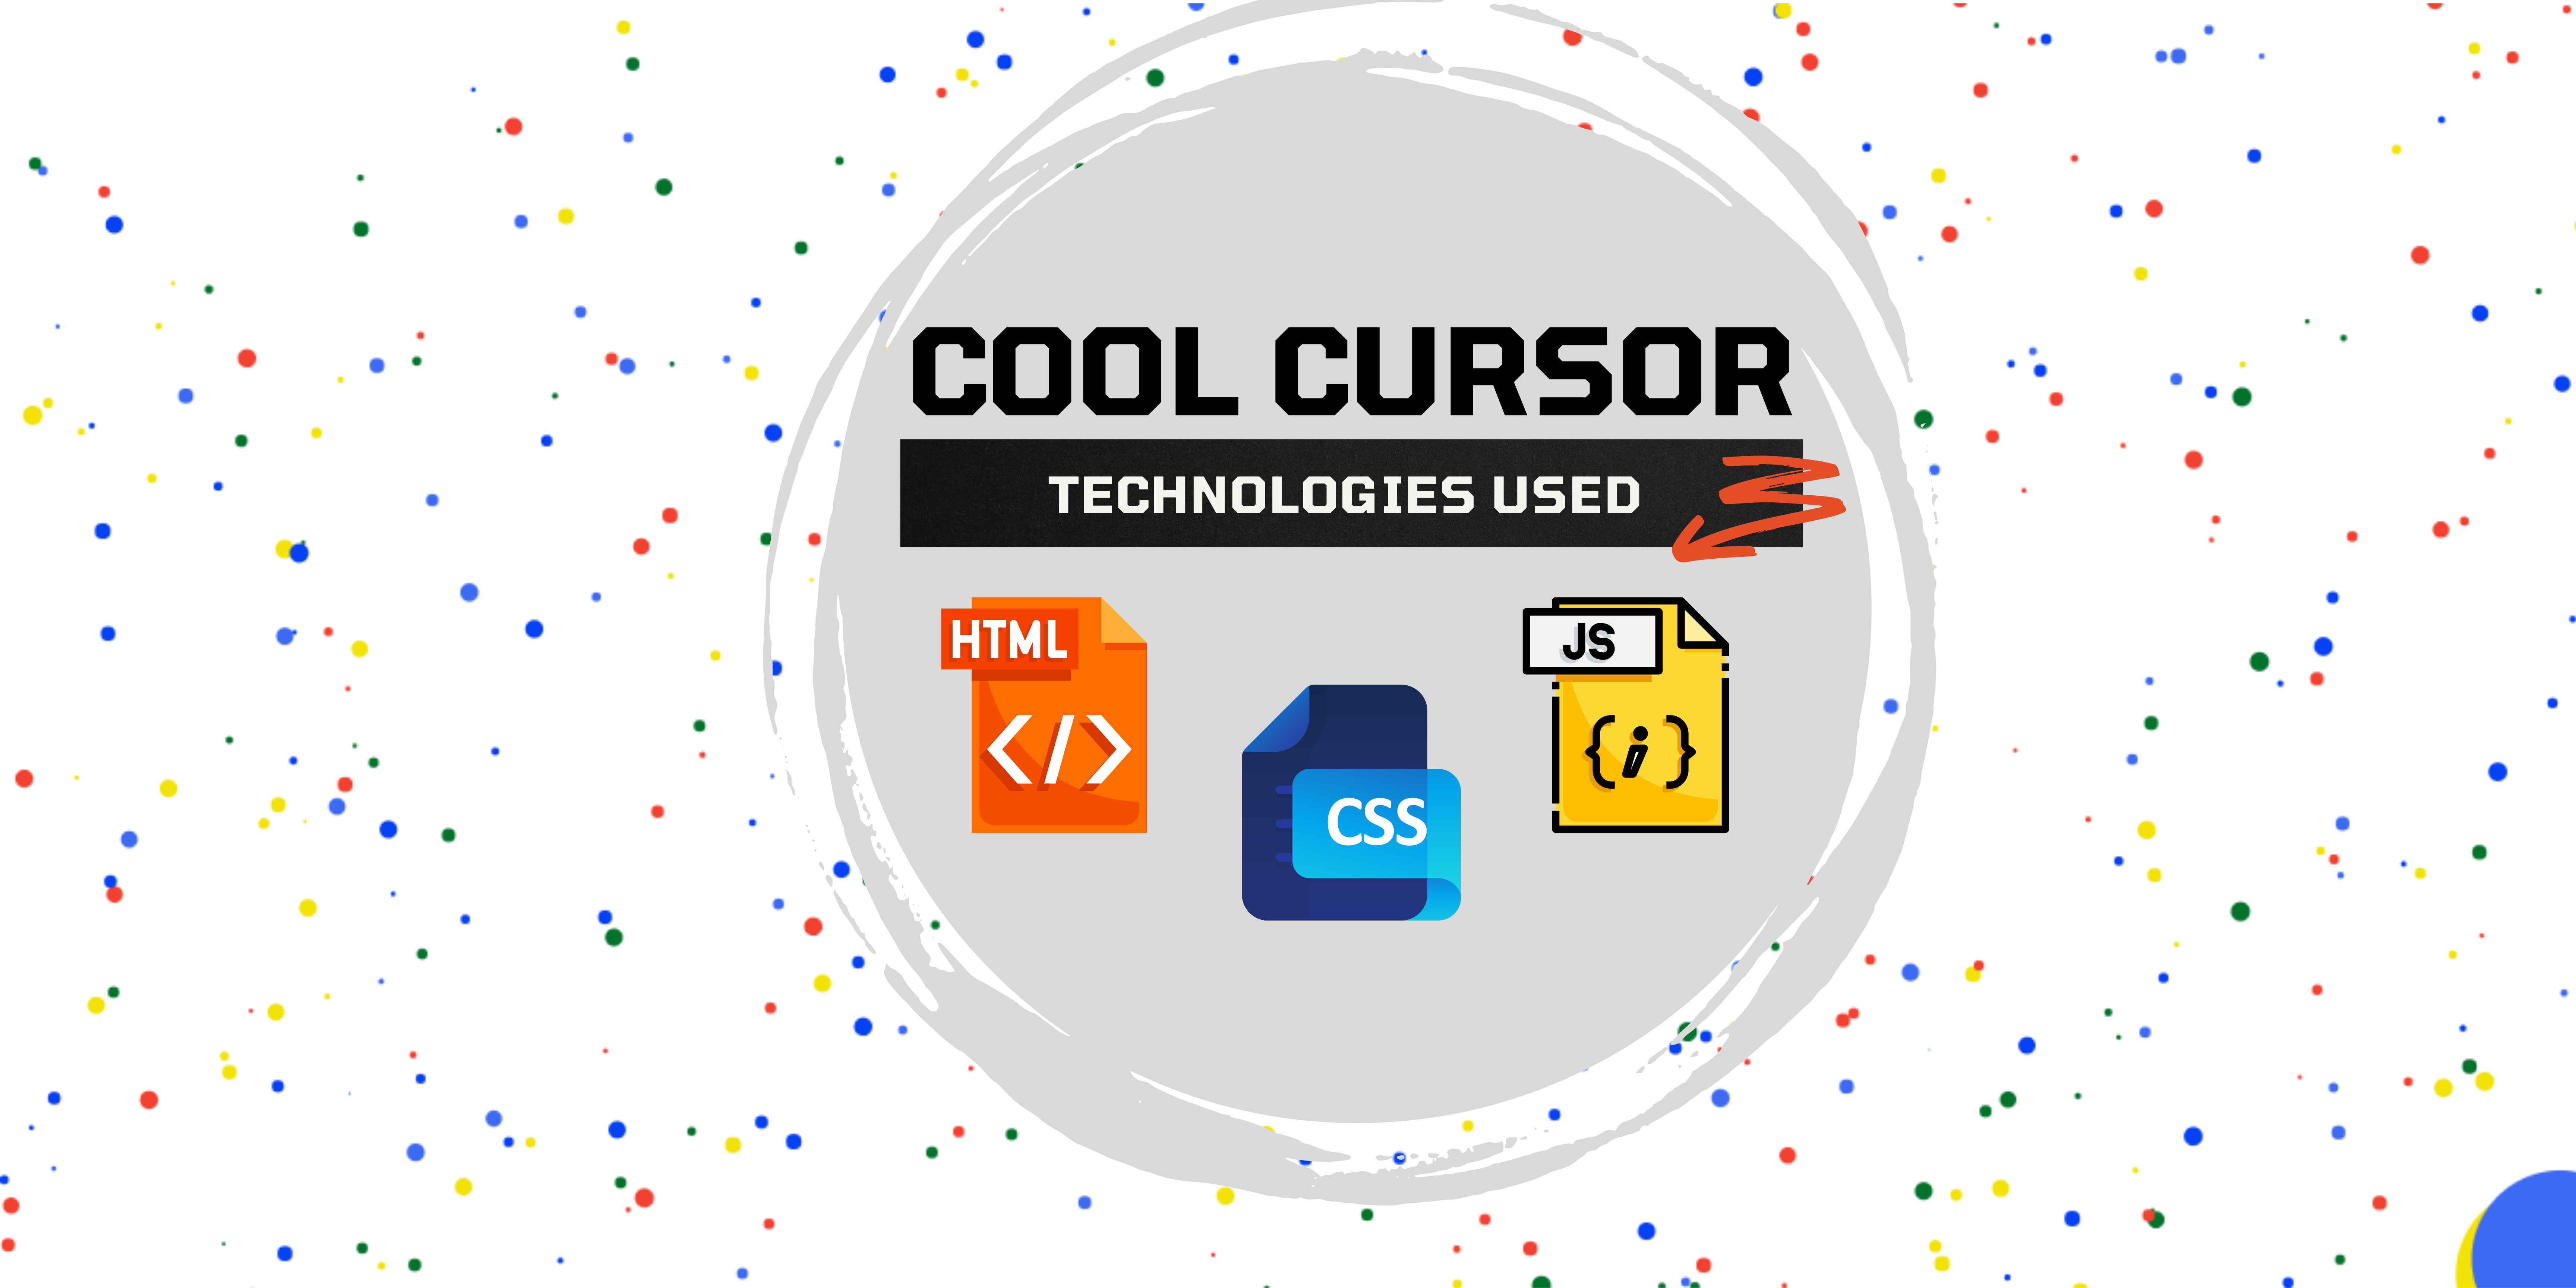 COOL CURSOR
TECHNOLOGIES USED
HTML
</>
JS
{i}
CSS